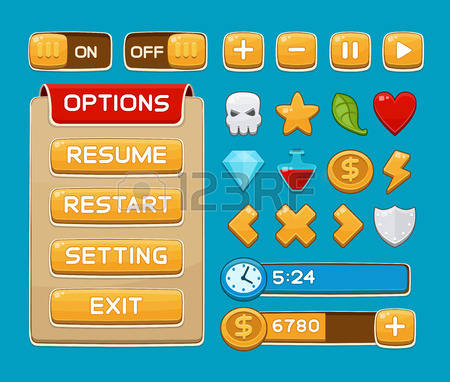 ON OFF
OPTIONS
RESUME
RESTART
SETTING
EXIT
5:24
6780
123RF